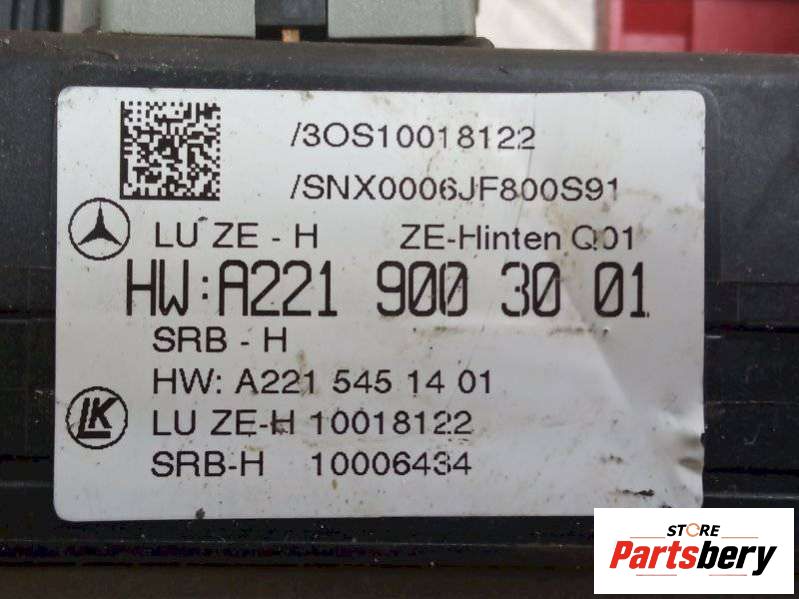 /3OS10018122
/SNX0006JF800S91
LU ZE - H ZE-Hinten Q01
HW:A221 900 30 01
SRB - H
HW: A221 545 14 01
LK
LU ZE-H 10018122
SRB-H 10006434
STORE
Partsbery